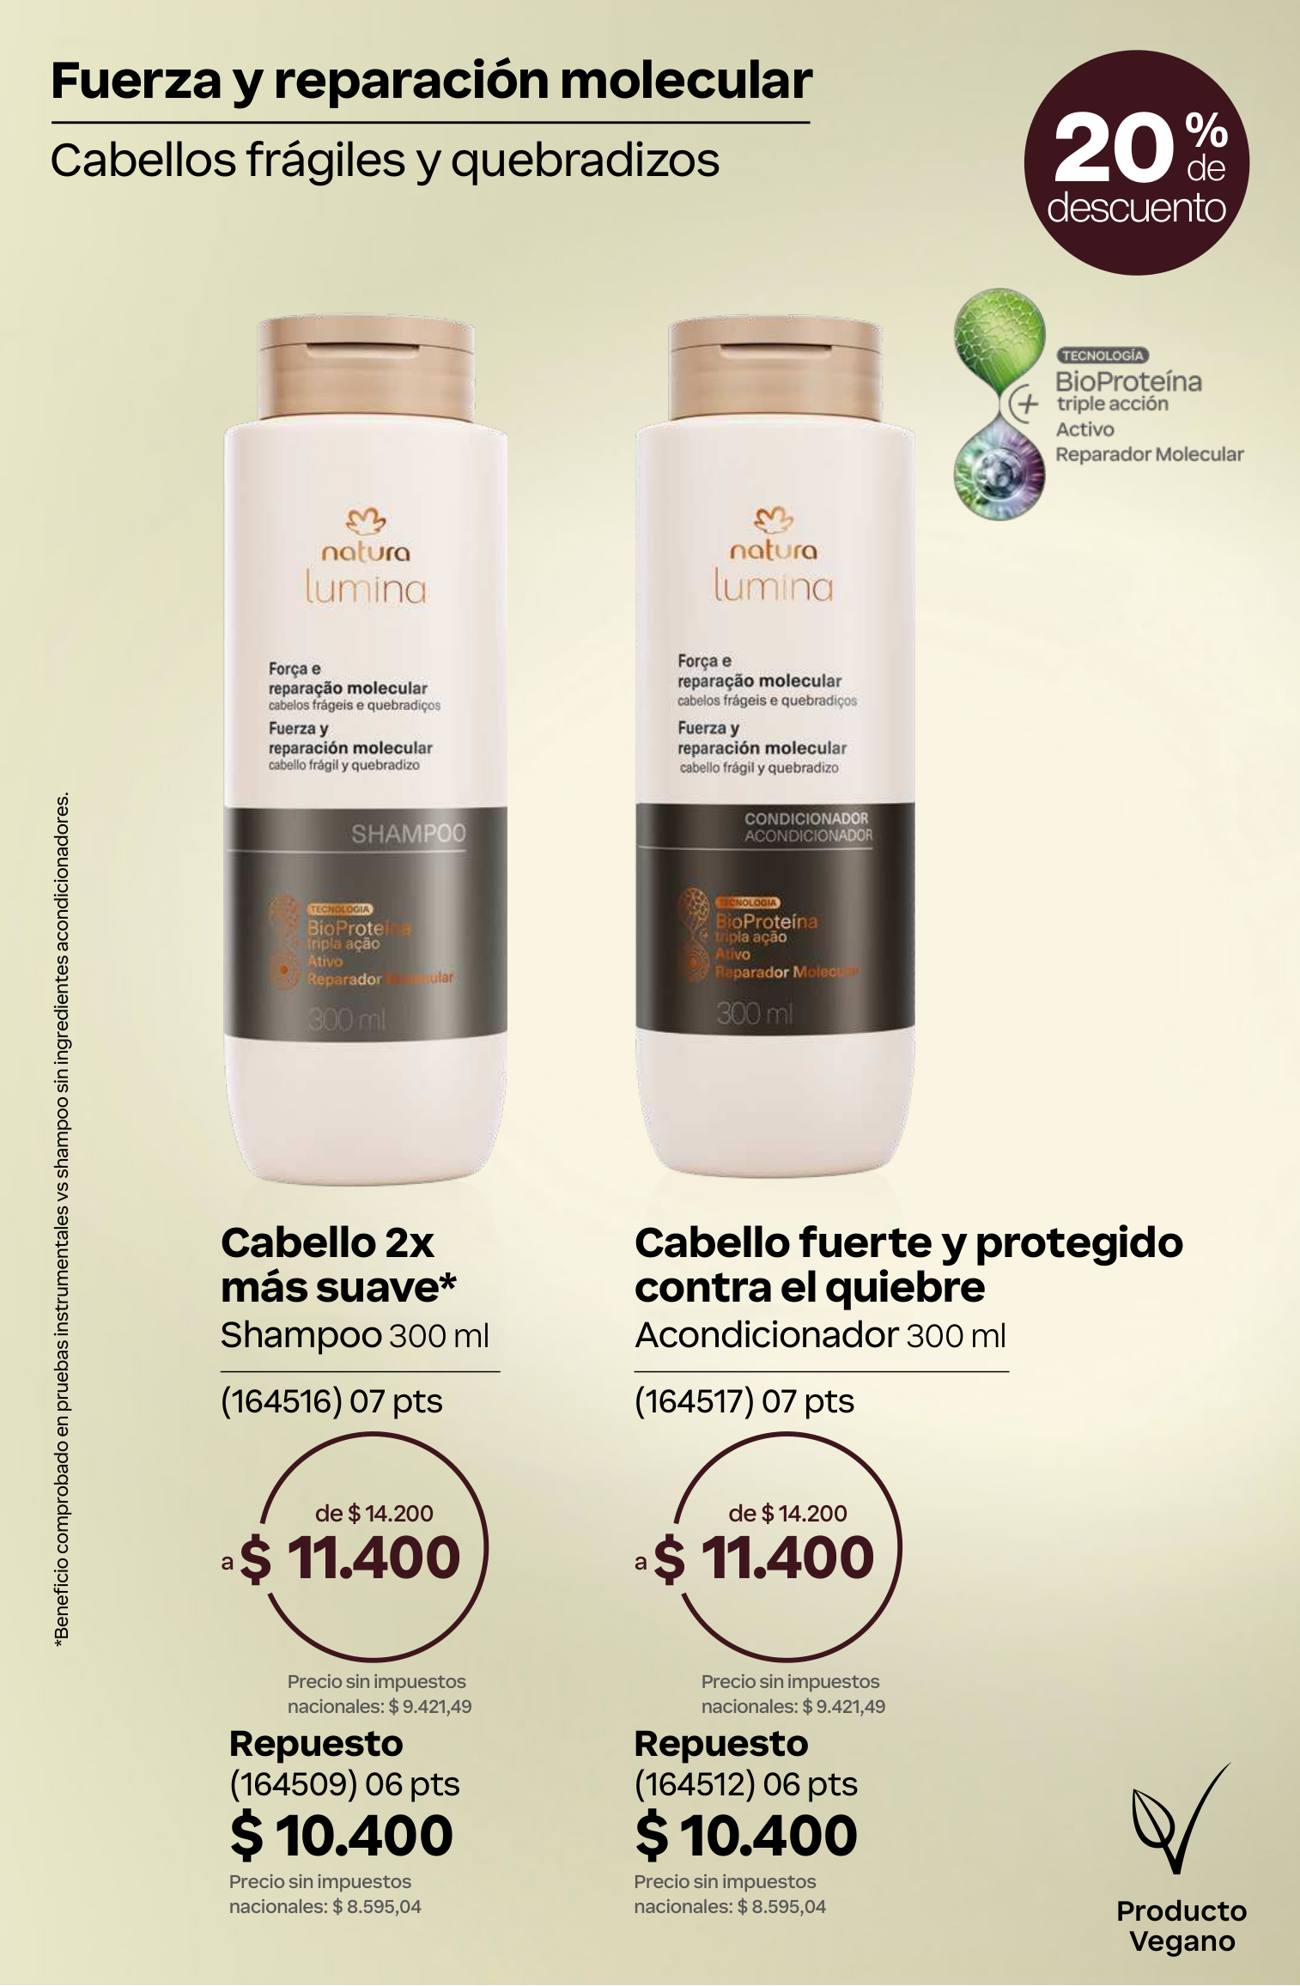 Fuerza y reparación molecular
Cabellos frágiles y quebradizos
20 % de
descuento
TECNOLOGÍA
BioProteína
triple acción
Activo
Reparador Molecular
natura
lumina
Força e
reparação molecular
cabelos frágeis e quebradiços
Fuerza y
reparación molecular
cabello frágil y quebradizo
SHAMPOO
TECNOLOGIA
BioProteína
tripla ação
Ativo
Reparador Molecular
300 ml
natura
lumina
Força e
reparação molecular
cabelos frágeis e quebradiços
Fuerza y
reparación molecular
cabello frágil y quebradizo
CONDICIONADOR
ACONDICIONADOR
TECNOLOGIA
BioProteína
tripla ação
Ativo
Reparador Molecular
300 ml
*Beneficio comprobado en pruebas instrumentales vs shampoo sin ingredientes acondicionadores.
Cabello 2x
más suave*
Shampoo 300 ml
(164516) 07 pts
de $ 14.200
a $ 11.400
Precio sin impuestos
nacionales: $ 9.421,49
Repuesto
(164509) 06 pts
$ 10.400
Precio sin impuestos
nacionales: $ 8.595,04
Cabello fuerte y protegido
contra el quiebre
Acondicionador 300 ml
(164517) 07 pts
de $ 14.200
a $ 11.400
Precio sin impuestos
nacionales: $ 9.421,49
Repuesto
(164512) 06 pts
$ 10.400
Precio sin impuestos
nacionales: $ 8.595,04
Producto
Vegano